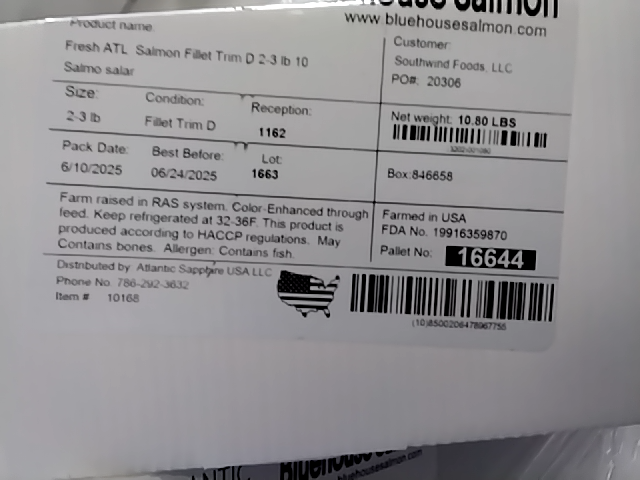 www.bluehousesalmon.com
Product name:
Fresh ATL Salmon Fillet Trim D 2-3 lb 10
Salmo salar
Customer:
Southwind Foods, LLC
PO#: 20306
Size:
2-3 lb
Condition:
Fillet Trim D
Reception:
1162
Net weight: 10.80 LBS
Pack Date:
6/10/2025
Best Before:
06/24/2025
Lot:
1663
Box:846658
Farm raised in RAS system. Color-Enhanced through
feed. Keep refrigerated at 32-36F. This product is
produced according to HACCP regulations. May
Contains bones. Allergen: Contains fish.
Farmed in USA
FDA No. 19916359870
Pallet No: 16644
Distributed by Atlantic Sapphire USA LLC
Phone No. 786-292-3632
Item # 10168
(10)8500206478967755